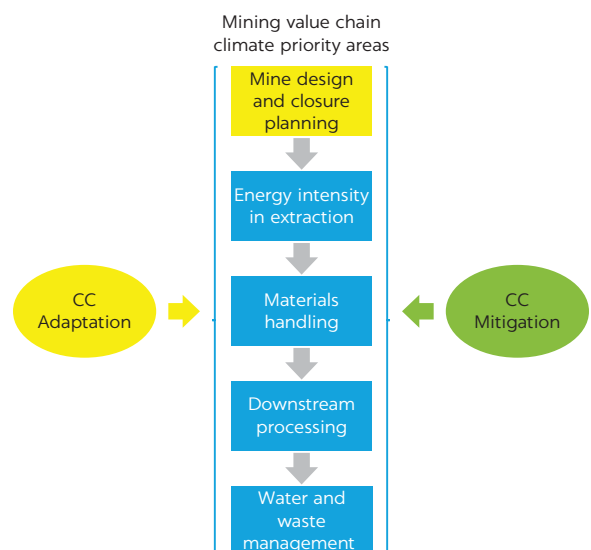 Mining value chain
climate priority areas
Mine design
and closure
planning
Energy intensity
in extraction
CC
Adaptation
Materials
handling
CC
Mitigation
Downstream
processing
Water and
waste
management